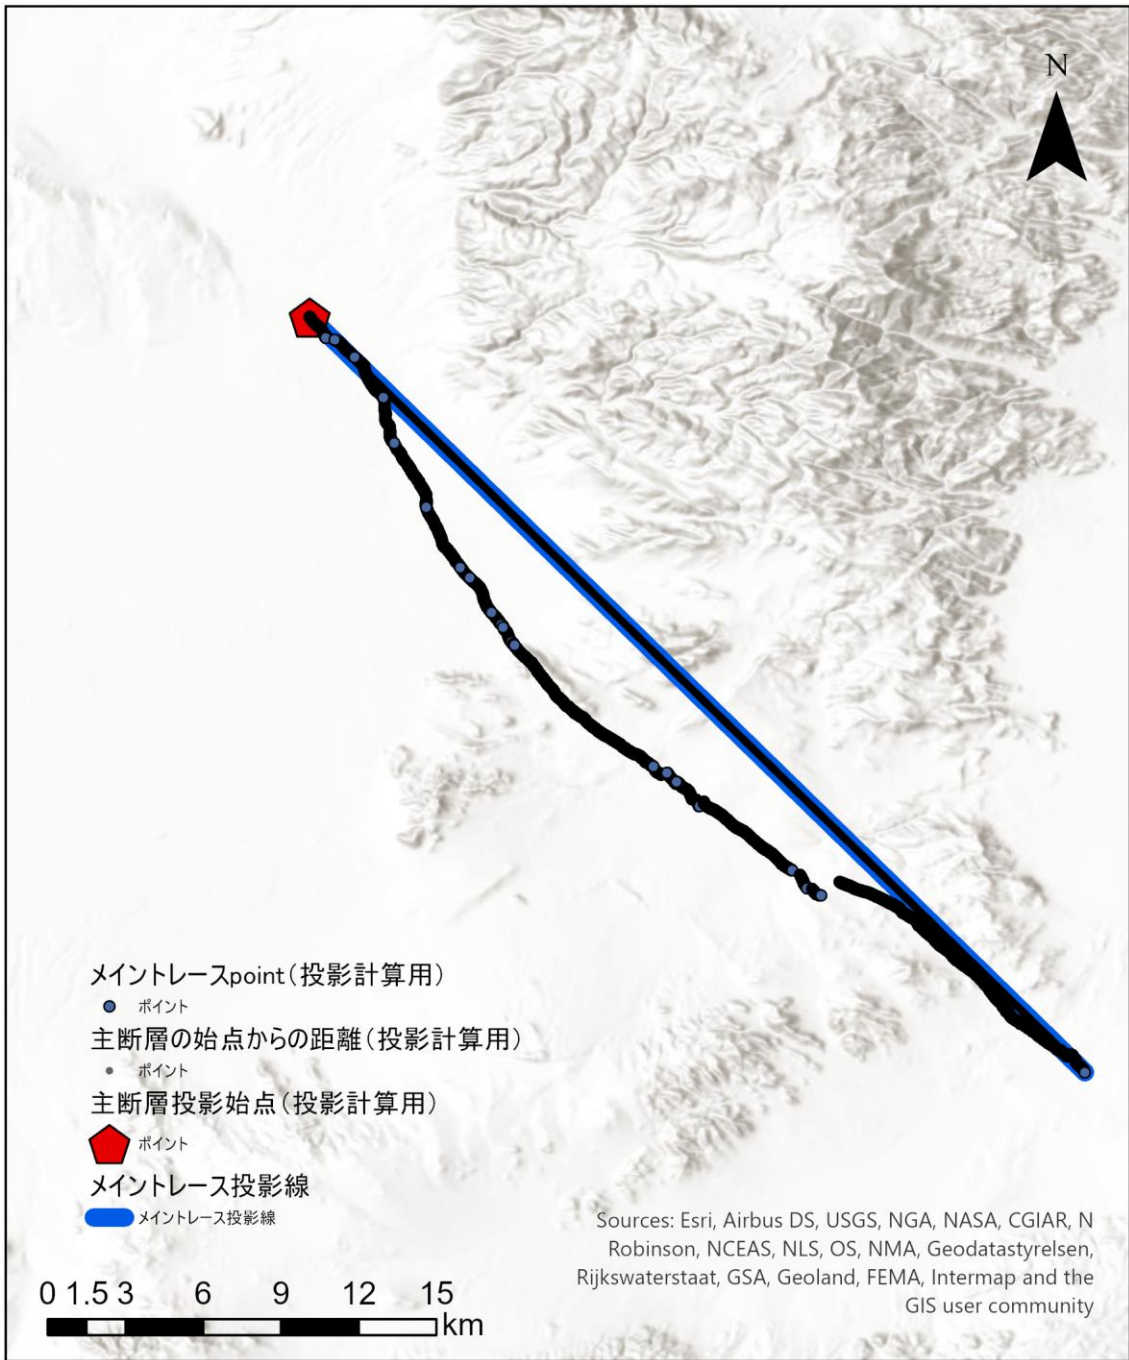 N
メイントレースpoint（投影計算用）
ポイント
主断層の始点からの距離（投影計算用）
ポイント
主断層投影始点（投影計算用）
ポイント
メイントレース投影線
メイントレース投影線
Sources: Esri, Airbus DS, USGS, NGA, NASA, CGIAR, N
Robinson, NCEAS, NLS, OS, NMA, Geodatastyrelsen,
Rijkswaterstaat, GSA, Geoland, FEMA, Intermap and the
GIS user community
0 1.5 3 6 9 12 15
km